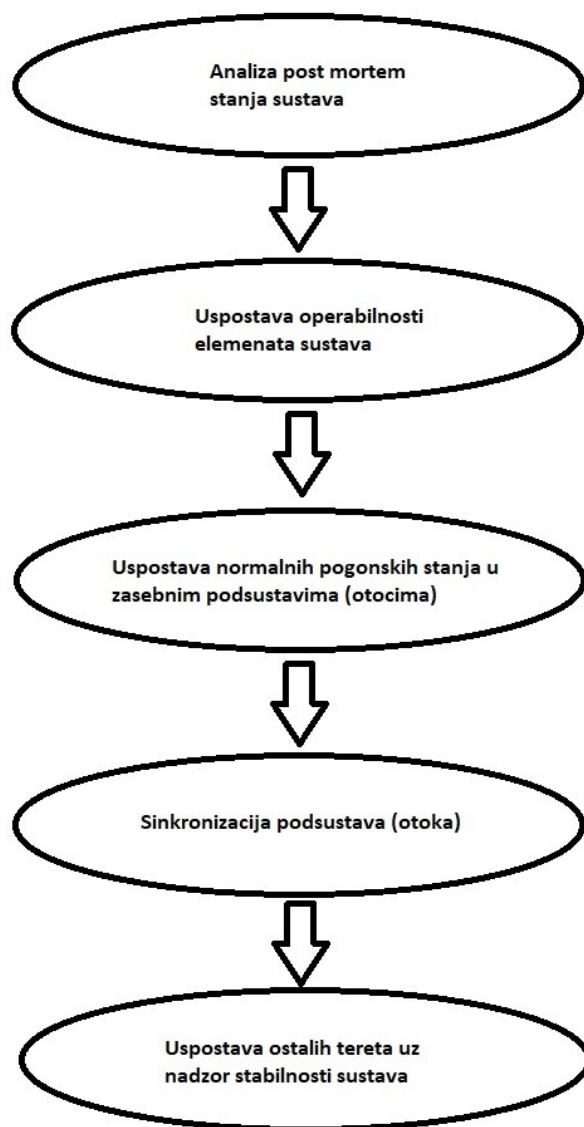 Analiza post mortem
stanja sustava
Uspostava operabilnosti
elemenata sustava
Uspostava normalnih pogonskih stanja u
zasebnim podsustavima (otocima)
Sinkronizacija podsustava (otoka)
Uspostava ostalih tereta uz
nadzor stabilnosti sustava